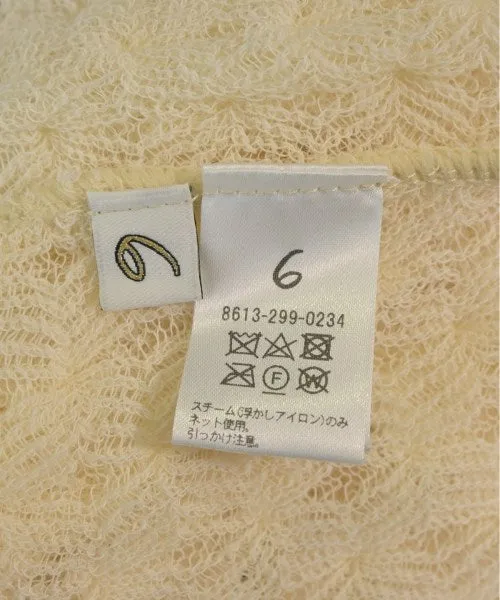 6
6
8613-299-0234
F
W
スチーム(浮かしアイロン)のみ
ネット使用。
引っかけ注意。